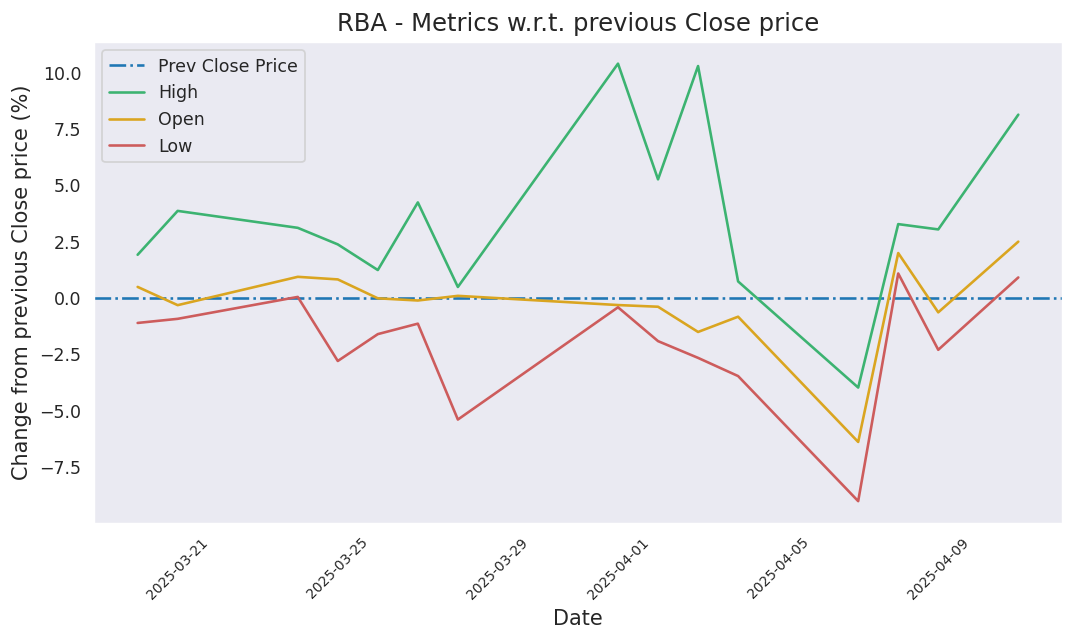 RBA - Metrics w.r.t. previous Close price
Prev Close Price
High
Open
Low
Change from previous Close price (%)
10.0
7.5
5.0
2.5
0.0
−2.5
−5.0
−7.5
2025-03-21
2025-03-25
2025-03-29
2025-04-01
2025-04-05
2025-04-09
Date